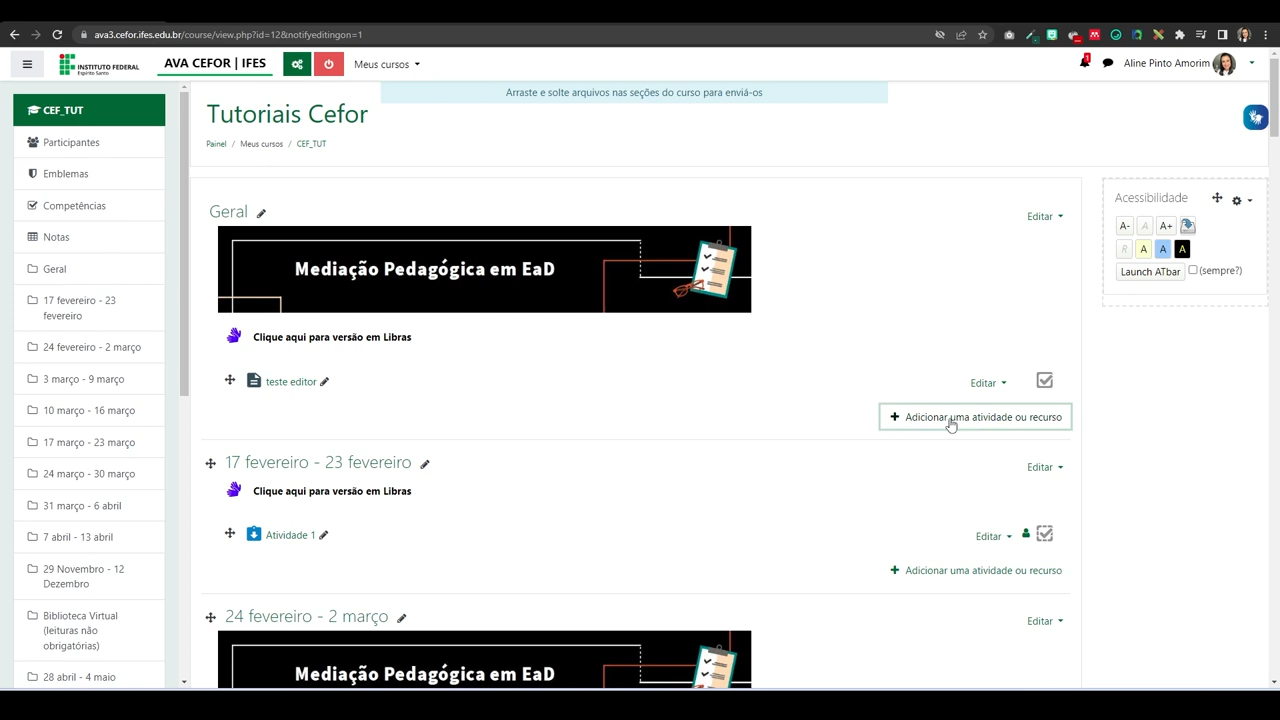 ava3.cefor.ifes.edu.br/course/view.php?id=12&notifyeditingon=1
INSTITUTO FEDERAL
Espírito Santo
AVA CEFOR | IFES
Meus cursos
1
Aline Pinto Amorim
Arraste e solte arquivos nas seções do curso para enviá-os
CEF_TUT
Participantes
Emblemas
Competências
Notas
Geral
17 fevereiro - 23
fevereiro
24 fevereiro - 2 março
3 março - 9 março
10 março - 16 março
17 março - 23 março
24 março - 30 março
31 março - 6 abril
7 abril - 13 abril
29 Novembro - 12
Dezembro
Biblioteca Virtual
(leituras não
obrigatórias)
28 abril - 4 maio
Tutoriais Cefor
Painel / Meus cursos / CEF_TUT
Geral
Editar
Mediação Pedagógica em EaD
Clique aqui para versão em Libras
teste editor
Editar
Adicionar uma atividade ou recurso
17 fevereiro - 23 fevereiro
Editar
Clique aqui para versão em Libras
Atividade 1
Editar
Adicionar uma atividade ou recurso
24 fevereiro - 2 março
Editar
Mediação Pedagógica em EaD
Acessibilidade
A- A A+
R A A A
Launch ATbar (sempre?)